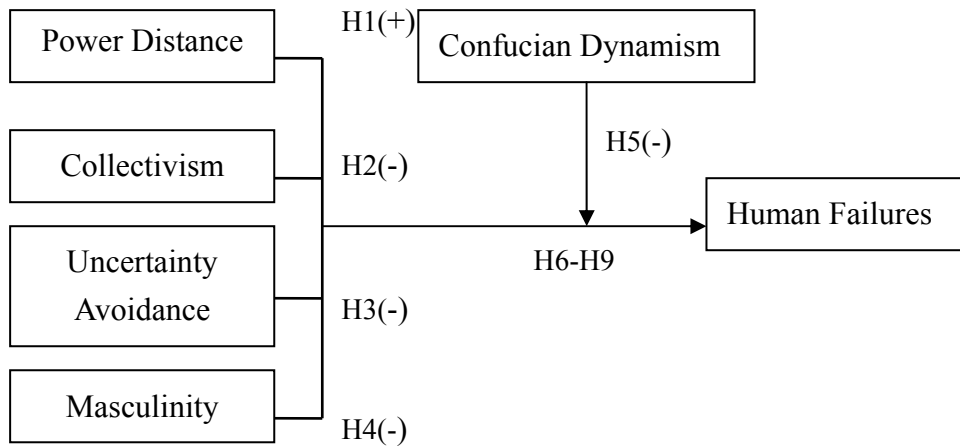 Power Distance
H1(+)
Confucian Dynamism
Collectivism
H2(-)
H5(-)
Human Failures
Uncertainty
Avoidance
H3(-)
H6-H9
Masculinity
H4(-)